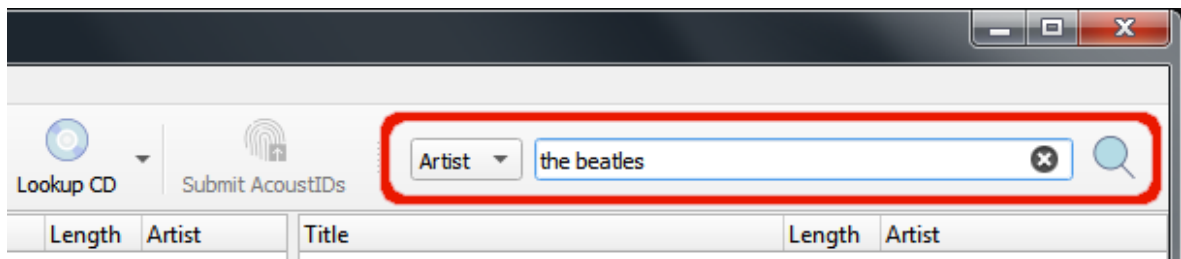 Artist the beatles
Lookup CD Submit AcoustIDs
Length Artist Title Length Artist